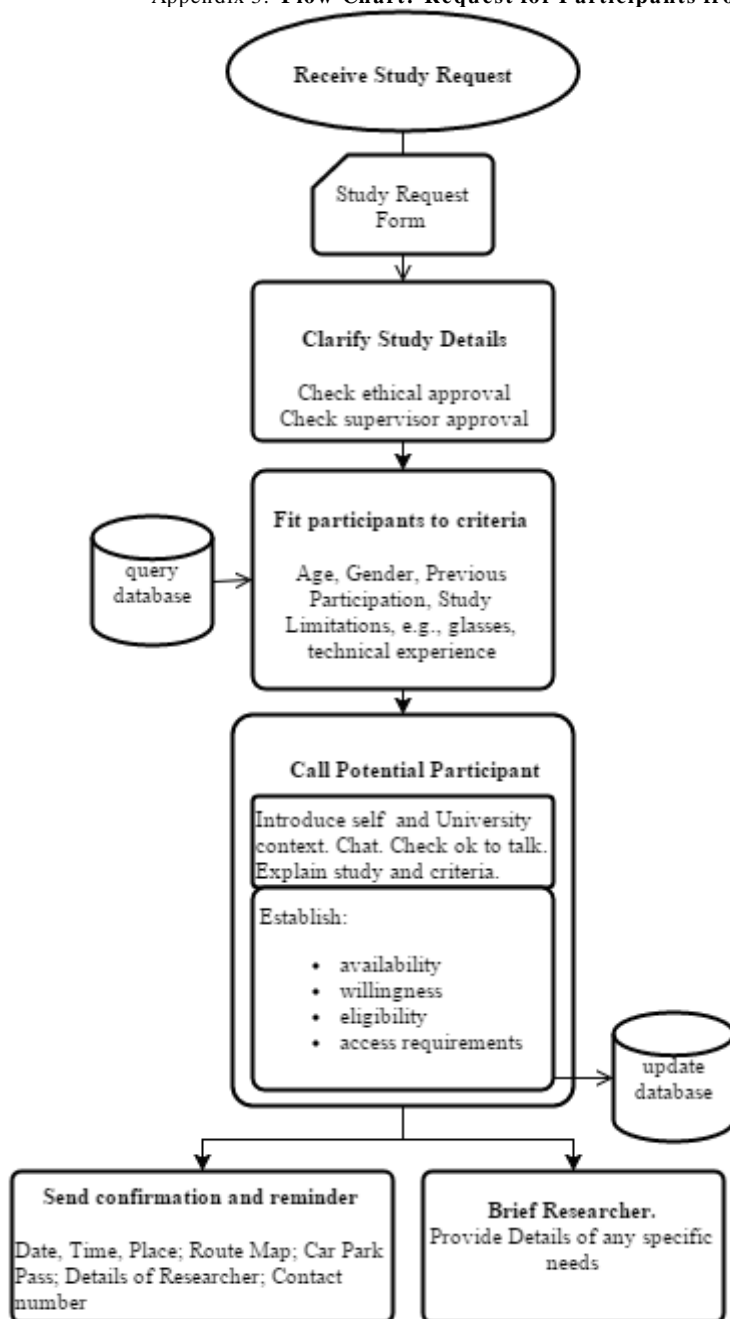 Appendix 3: Flow Chart: Request for Participants fro
Receive Study Request
Study Request
Form
Clarify Study Details
Check ethical approval
Check supervisor approval
Fit participants to criteria
Age, Gender, Previous
Participation, Study
Limitations, e.g., glasses,
technical experience
query
database
Call Potential Participant
Introduce self and University
context. Chat. Check ok to talk.
Explain study and criteria.
Establish:
• availability
• willingness
• eligibility
• access requirements
update
database
Send confirmation and reminder
Date, Time, Place; Route Map; Car Park
Pass; Details of Researcher; Contact
number
Brief Researcher.
Provide Details of any specific
needs